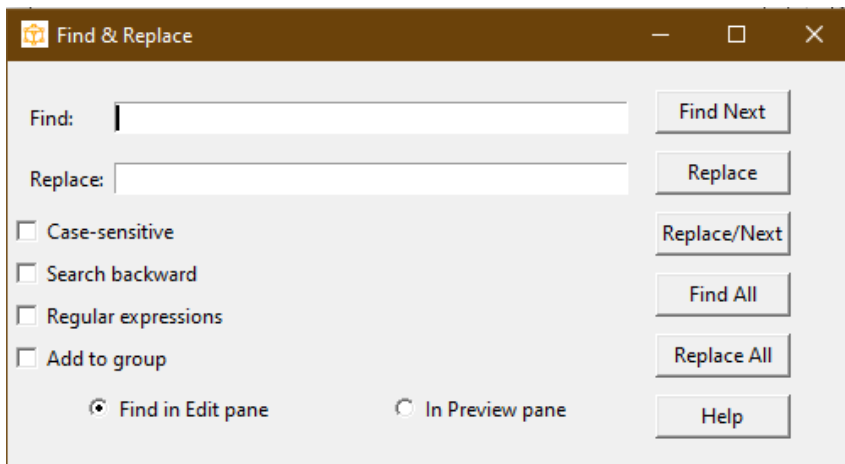 Find & Replace
Find:
Find Next
Replace:
Replace
Case-sensitive
Replace/Next
Search backward
Regular expressions
Find All
Add to group
Replace All
Find in Edit pane
In Preview pane
Help